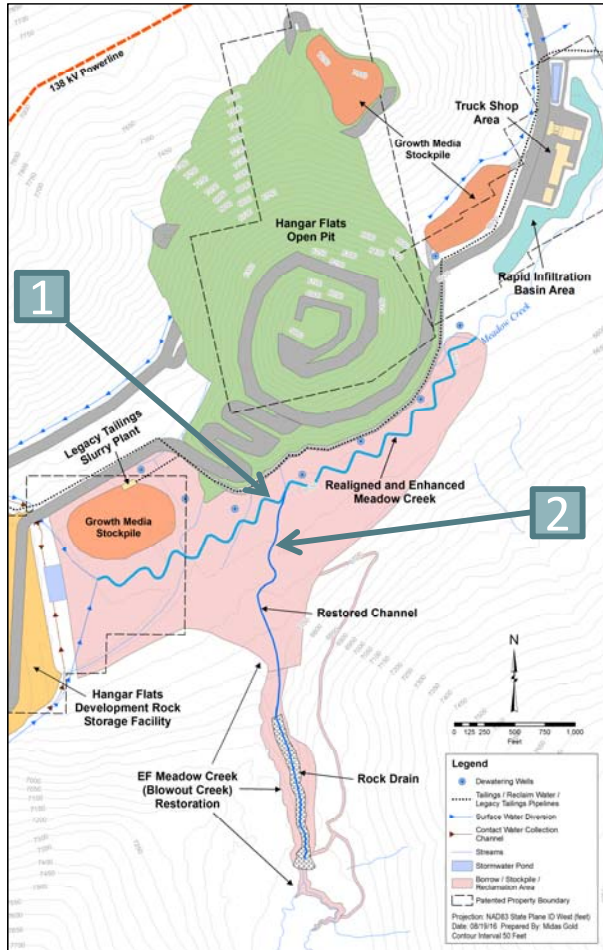 138 kV Powerline
Truck Shop
Area
Growth Media
Stockpile
Hangar Flats
Open Pit
Rapid Infiltration
Basin Area
1
Meadow Creek
Legacy Tailings
Slurry Plant
Realigned and Enhanced
Meadow Creek
Growth Media
Stockpile
2
Restored Channel
N
Hangar Flats
Development Rock
Storage Facility
0 125 250 500 750 1,000
Feet
EF Meadow Creek
(Blowout Creek)
Restoration
Rock Drain
Legend
Dewatering Wells
Tailings / Reclaim Water /
Legacy Tailings Pipelines
Surface Water Diversion
Contact Water Collection
Channel
Streams
Stormwater Pond
Borrow / Stockpile /
Reclamation Area
Patented Property Boundary
Projection: NAD83 State Plane ID West (feet)
Date: 08/19/16 Prepared By: Midas Gold
Contour Interval 50 Feet